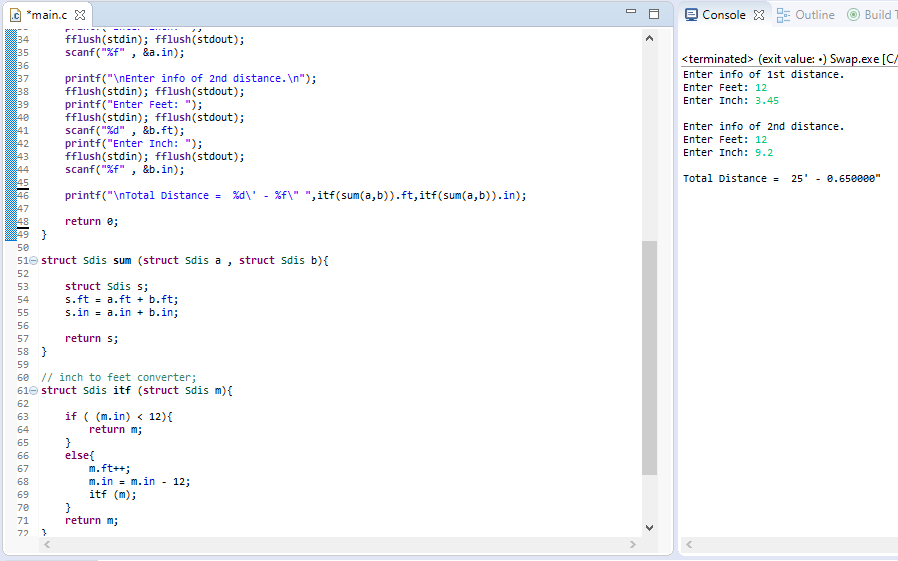 *main.c
34 fflush(stdin); fflush(stdout);
35 scanf("%f" , &a.in);
36
37 printf("\nEnter info of 2nd distance.\n");
38 fflush(stdin); fflush(stdout);
39 printf("Enter Feet: ");
40 fflush(stdin); fflush(stdout);
41 scanf("%d" , &b.ft);
42 printf("Enter Inch: ");
43 fflush(stdin); fflush(stdout);
44 scanf("%f" , &b.in);
45
46 printf("\nTotal Distance =  %d\' - %f\" ",itf(sum(a,b)).ft,itf(sum(a,b)).in);
47
48 return 0;
49 }
50
51 struct Sdis sum (struct Sdis a , struct Sdis b){
52
53 struct Sdis s;
54 s.ft = a.ft + b.ft;
55 s.in = a.in + b.in;
56
57 return s;
58 }
59
60 // inch to feet converter;
61 struct Sdis itf (struct Sdis m){
62
63 if ( (m.in) < 12){
64 return m;
65 }
66 else{
67 m.ft++;
68 m.in = m.in - 12;
69 itf (m);
70 }
71 return m;
72 }
Console Outline Build
<terminated> (exit value: •) Swap.exe [C/
Enter info of 1st distance.
Enter Feet: 12
Enter Inch: 3.45
Enter info of 2nd distance.
Enter Feet: 12
Enter Inch: 9.2
Total Distance =  25' - 0.650000"